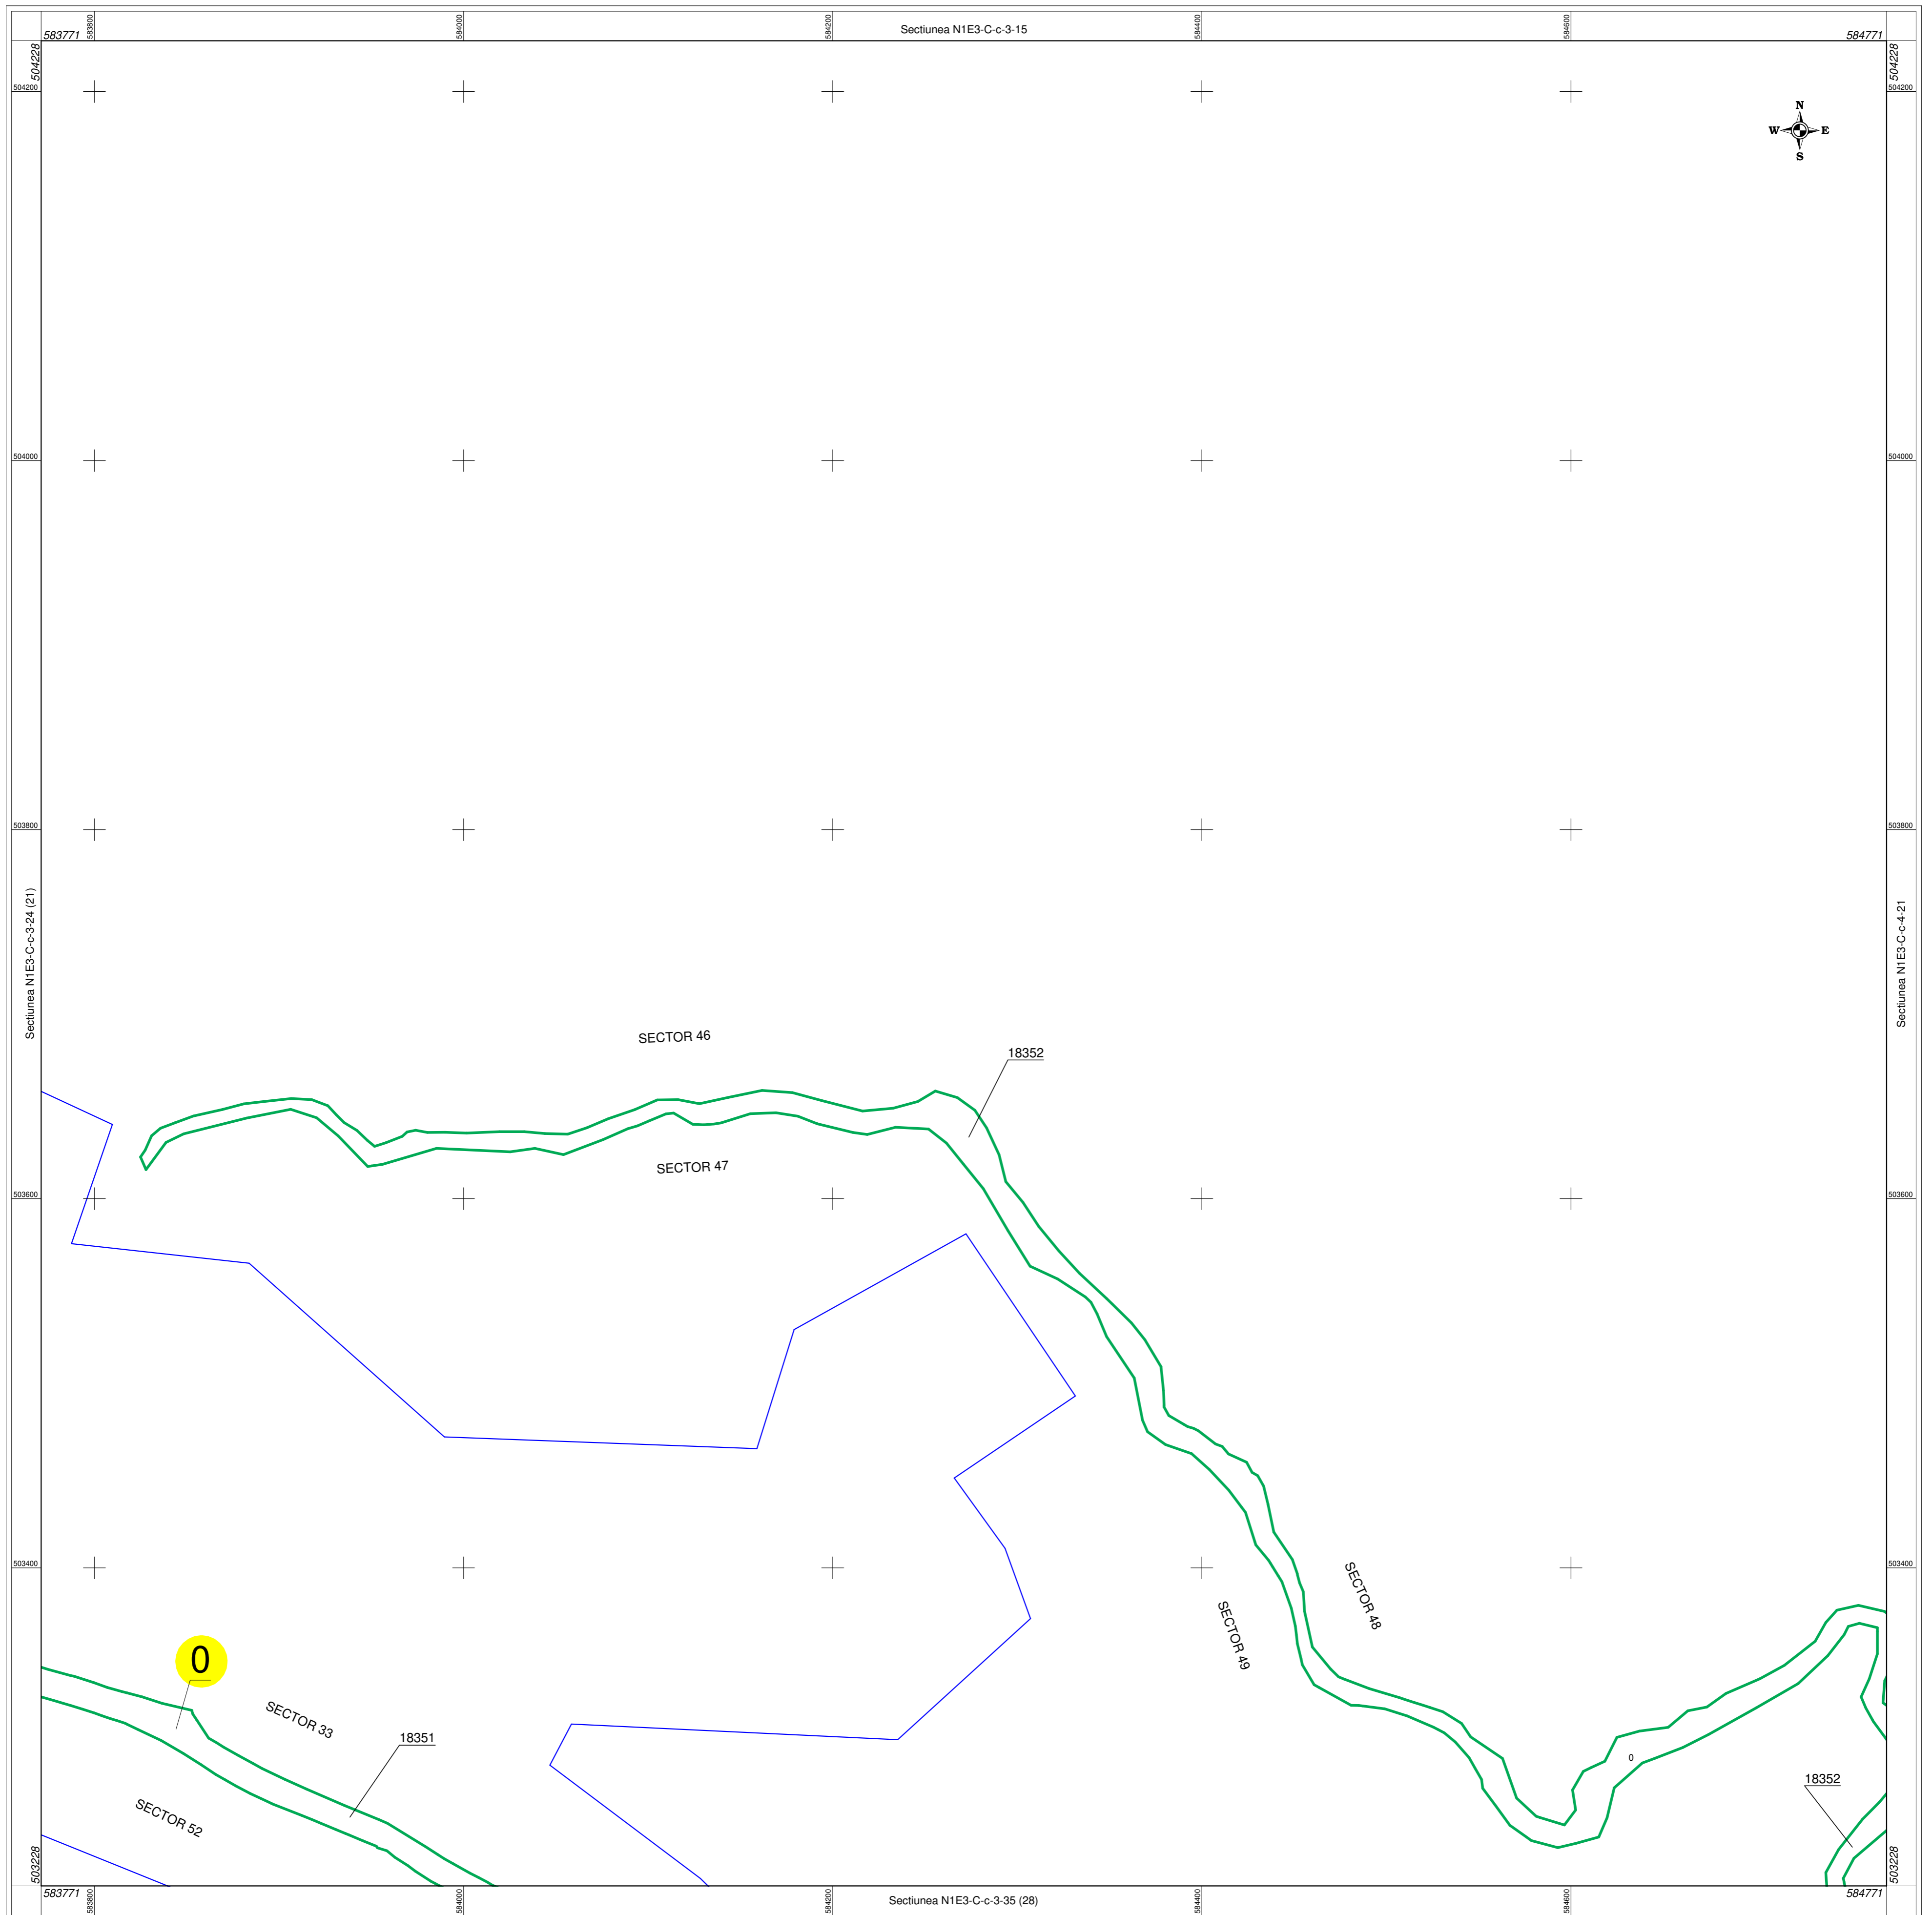 583771
583800
584000
584200
Sectiunea N1E3-C-c-3-15
584400
584600
584771
504228
504228
504200
504200
N
W E
S
504000
504000
503800
503800
Sectiunea N1E3-C-c-3-24 (21)
Sectiunea N1E3-C-c-4-21
SECTOR 46
18352
SECTOR 47
503600
503600
503400
503400
SECTOR 48
SECTOR 49
0
SECTOR 33
18351
0
18352
SECTOR 52
503228
503228
583771
583800
584000
584200
Sectiunea N1E3-C-c-3-35 (28)
584400
584600
584771